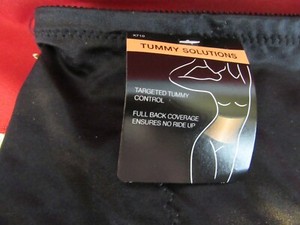 TUMMY SOLUTIONS
TARGETED TUMMY
CONTROL
FULL BACK COVERAGE
ENSURES NO RIDE UP